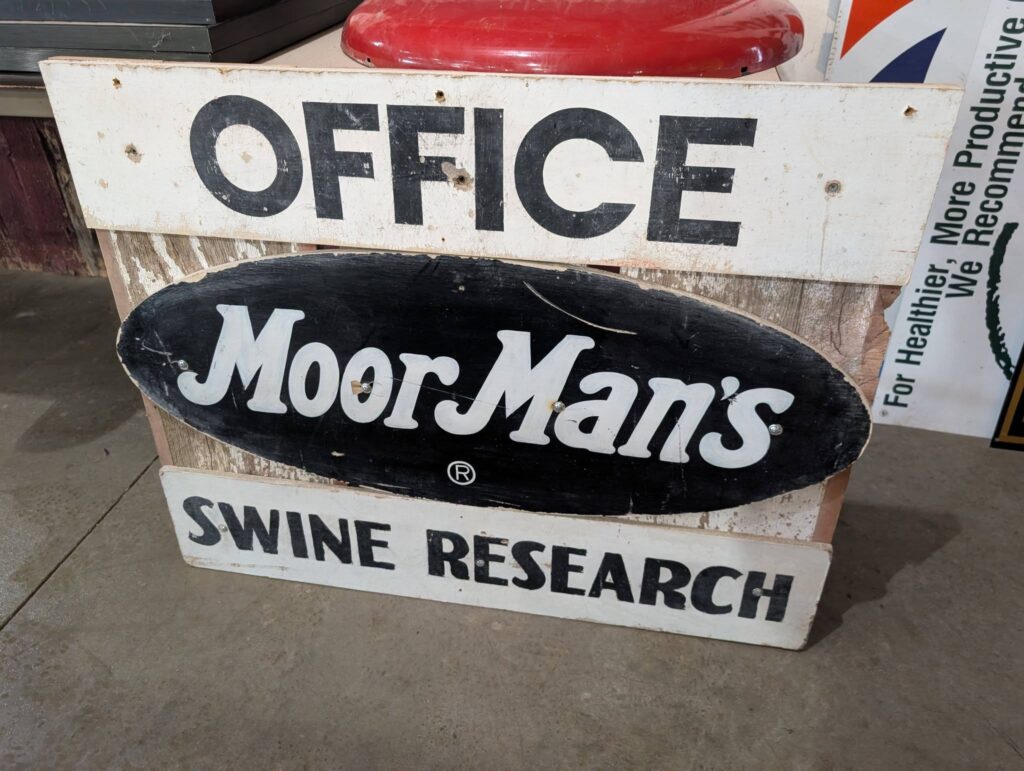 OFFICE
MoorMan's
®
SWINE RESEARCH
For Healthier, More Productive
We Recommend